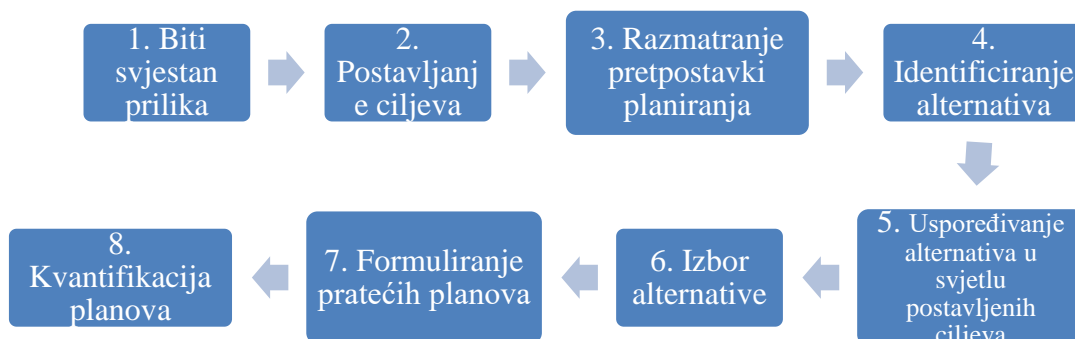 1. Biti
svjestan
prilika
2.
Postavljanj
e ciljeva
3. Razmatranje
pretpostavki
planiranja
4.
Identificiranje
alternativa
5. Uspoređivanje
alternativa u
svjetlu
postavljenih
ciljeva
6. Izbor
alternative
7. Formuliranje
pratećih planova
8.
Kvantifikacija
planova